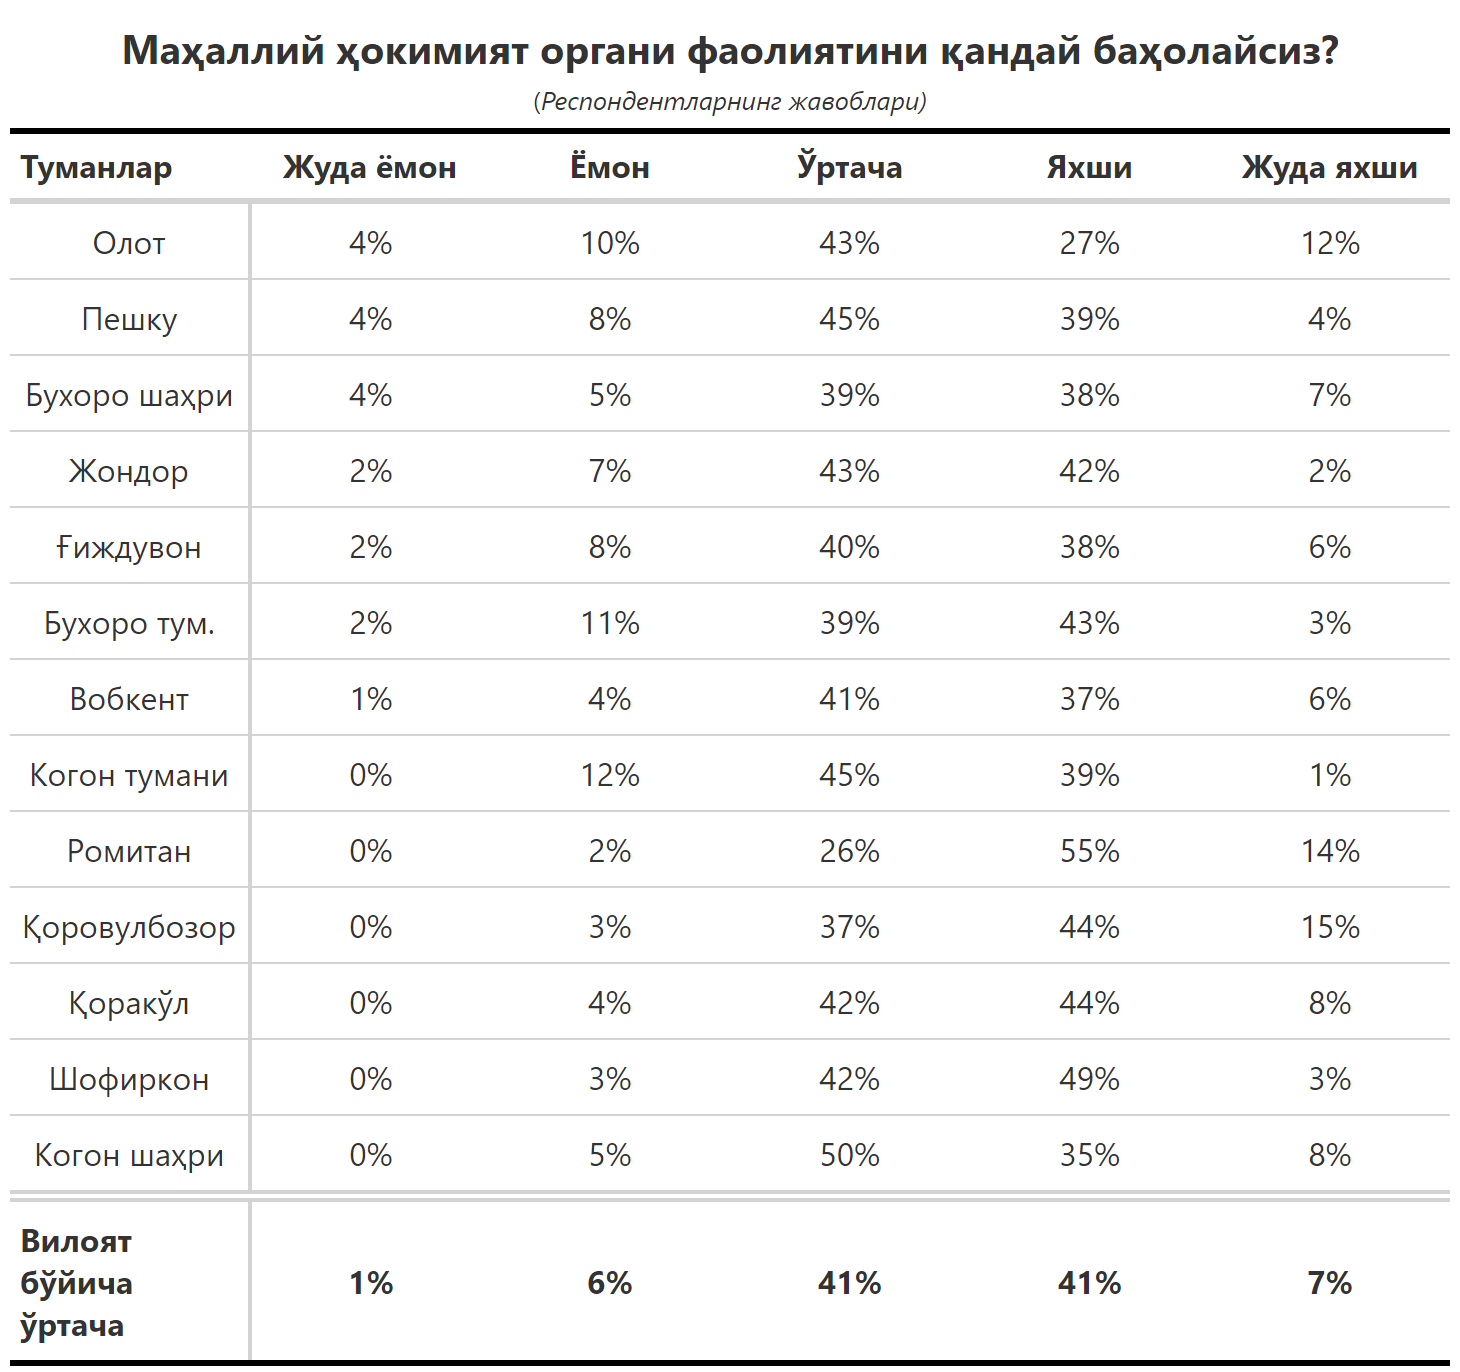 Маҳаллий ҳокимият органи фаолиятини қандай баҳолайсиз?
(Респондентларнинг жавоблари)
Туманлар Жуда ёмон Ёмон Ўртача Яхши Жуда яхши
Олот 4% 10% 43% 27% 12%
Пешку 4% 8% 45% 39% 4%
Бухоро шаҳри 4% 5% 39% 38% 7%
Жондор 2% 7% 43% 42% 2%
Ғиждувон 2% 8% 40% 38% 6%
Бухоро тум. 2% 11% 39% 43% 3%
Вобкент 1% 4% 41% 37% 6%
Когон тумани 0% 12% 45% 39% 1%
Ромитан 0% 2% 26% 55% 14%
Қоровулбозор 0% 3% 37% 44% 15%
Қоракўл 0% 4% 42% 44% 8%
Шофиркон 0% 3% 42% 49% 3%
Когон шаҳри 0% 5% 50% 35% 8%
Вилоят
бўйича 1% 6% 41% 41% 7%
ўртача